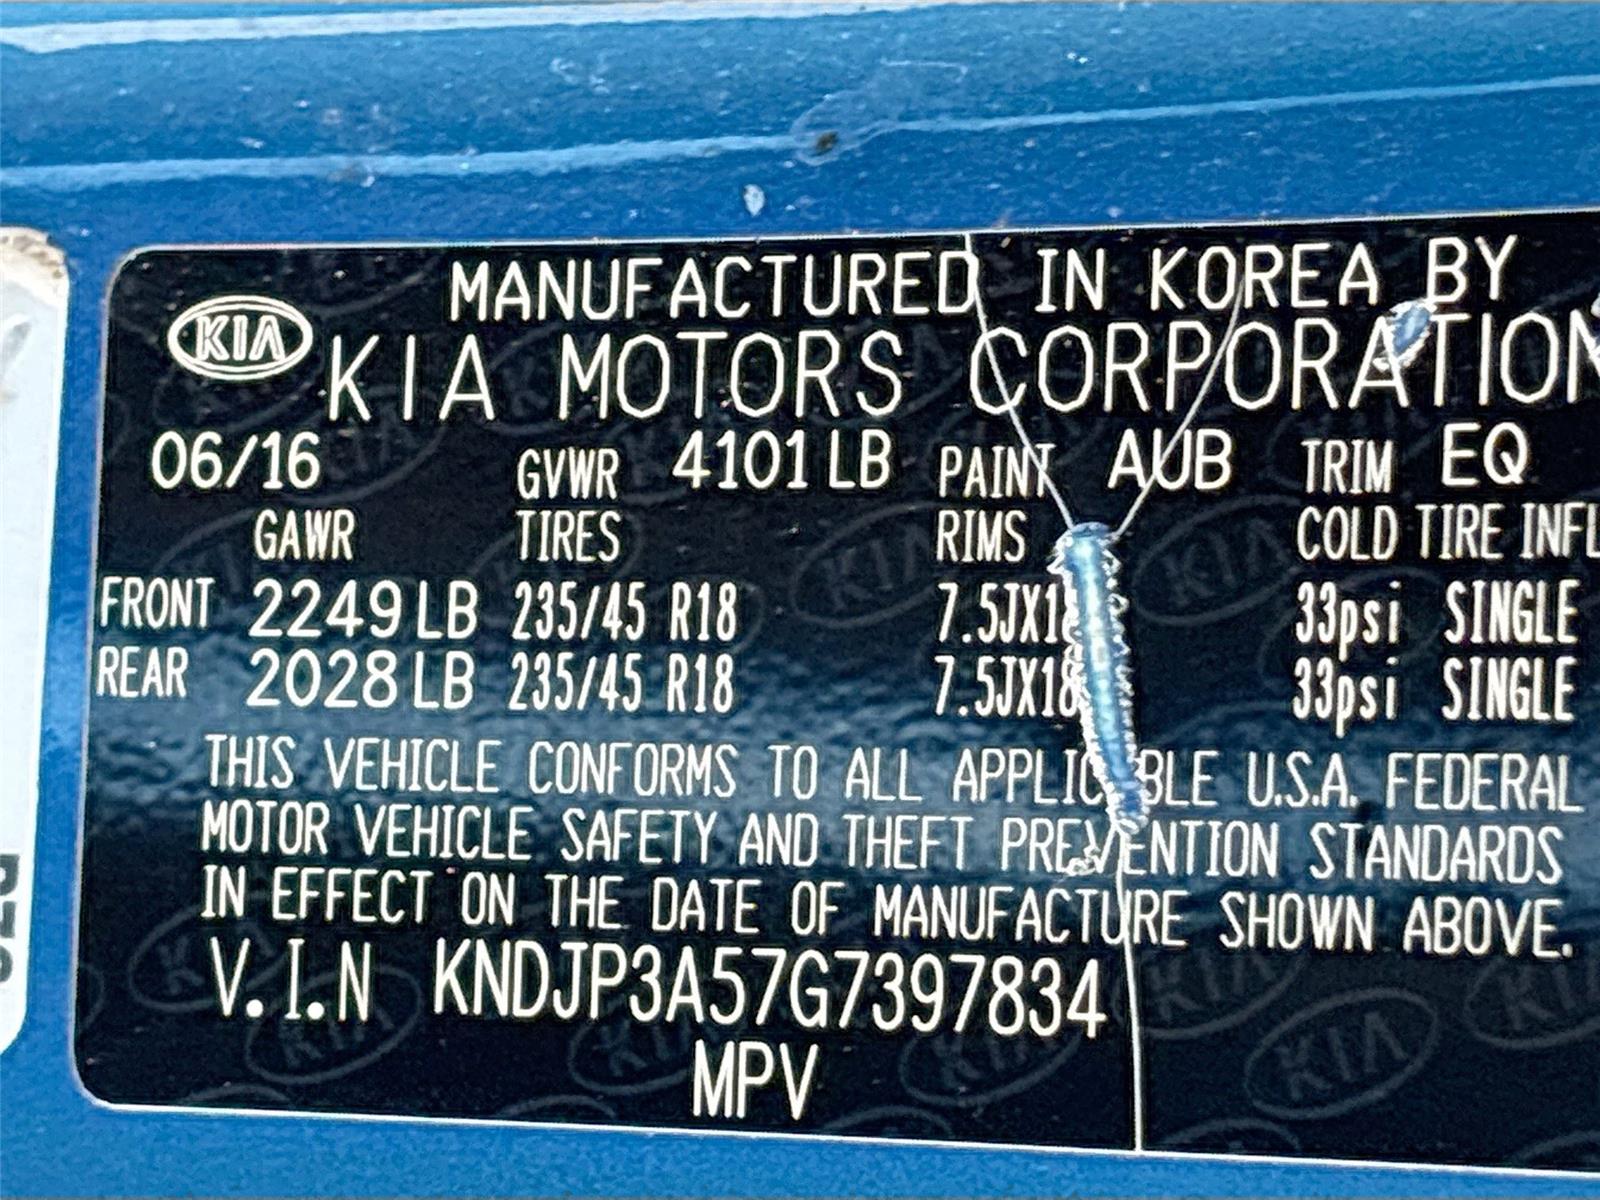 MANUFACTURED IN KOREA BY
KIA KIA MOTORS CORPORATION
06/16 GVWR 4101 LB PAINT AUB TRIM EQ
GAWR TIRES RIMS COLD TIRE INFL
FRONT 2249 LB 235/45 R18 7.5JX18 33psi SINGLE
REAR 2028 LB 235/45 R18 7.5JX18 33psi SINGLE
THIS VEHICLE CONFORMS TO ALL APPLICABLE U.S.A. FEDERAL
MOTOR VEHICLE SAFETY AND THEFT PREVENTION STANDARDS
IN EFFECT ON THE DATE OF MANUFACTURE SHOWN ABOVE.
V.I.N KNDJP3A57G7397834
MPV